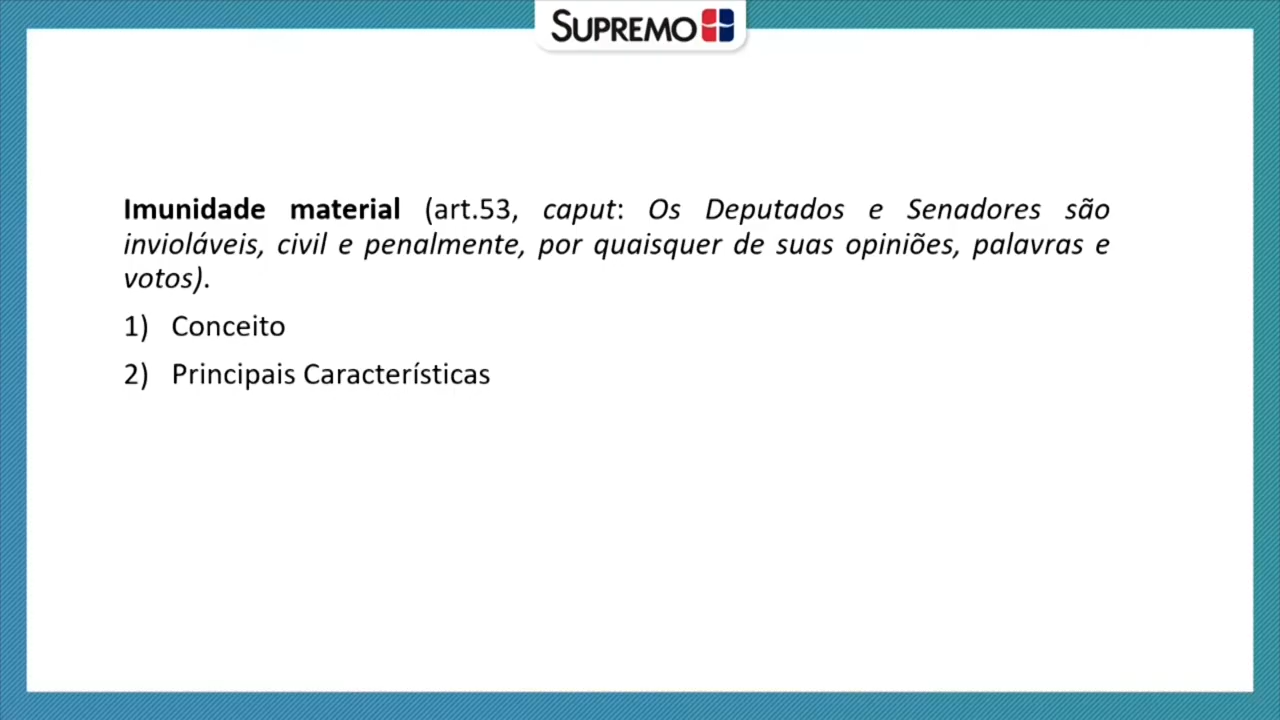 SUPREMO
Imunidade material (art.53, caput: Os Deputados e Senadores são
invioláveis, civil e penalmente, por quaisquer de suas opiniões, palavras e
votos).
1) Conceito
2) Principais Características